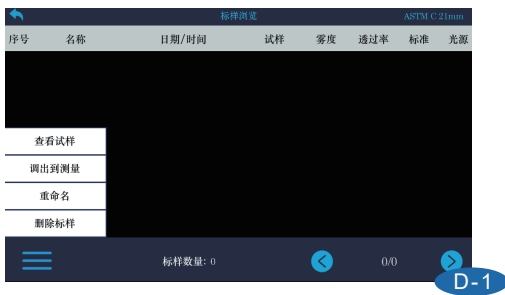 标样浏览 ASTM C 21mm
序号 名称 日期/时间 试样 雾度 透过率 标准 光源
查看试样
调出到测量
重命名
删除标样
标样数量: 0 0/0
D-1